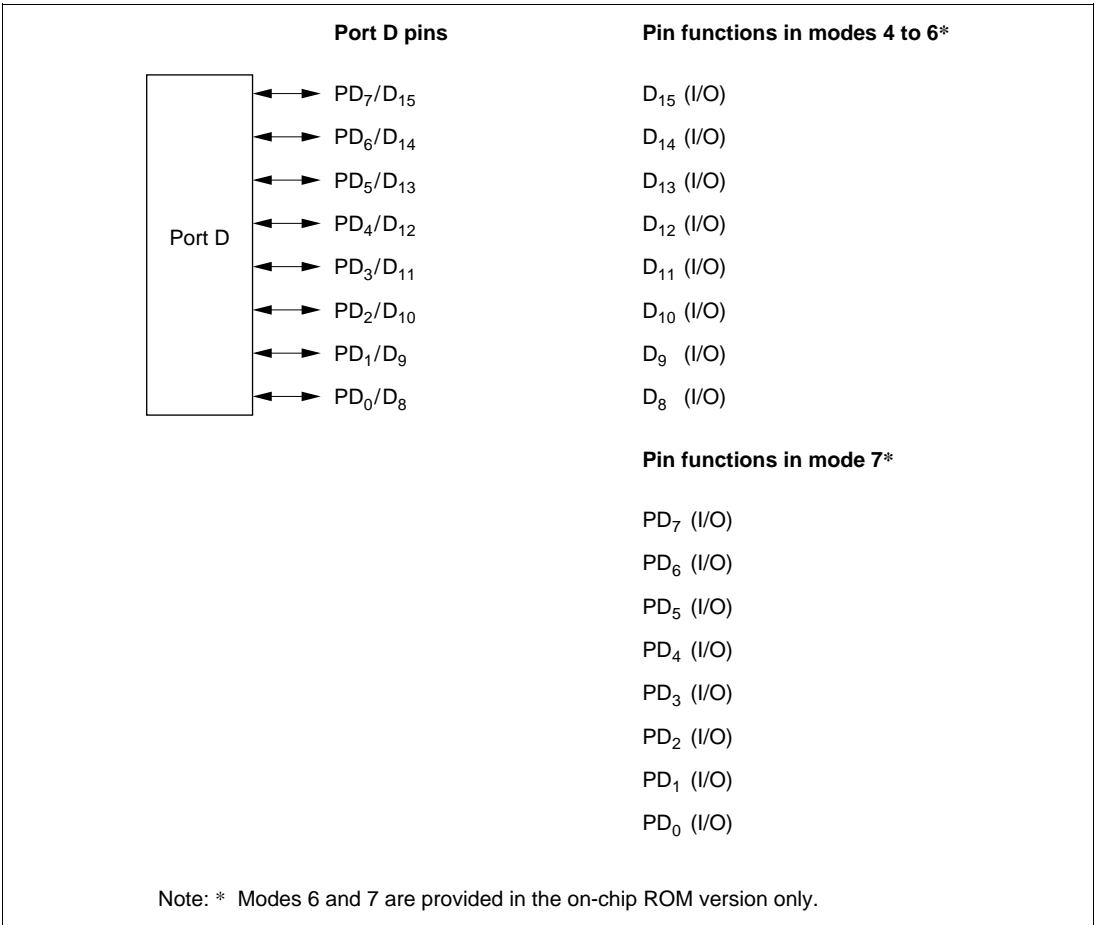 Port D pins Pin functions in modes 4 to 6*
PD7/D15 D15 (I/O)
PD6/D14 D14 (I/O)
PD5/D13 D13 (I/O)
PD4/D12 D12 (I/O)
Port D
PD3/D11 D11 (I/O)
PD2/D10 D10 (I/O)
PD1/D9 D9 (I/O)
PD0/D8 D8 (I/O)
Pin functions in mode 7*
PD7 (I/O)
PD6 (I/O)
PD5 (I/O)
PD4 (I/O)
PD3 (I/O)
PD2 (I/O)
PD1 (I/O)
PD0 (I/O)
Note: * Modes 6 and 7 are provided in the on-chip ROM version only.